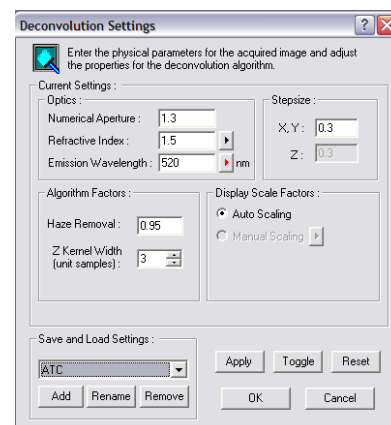 Deconvolution Settings
Enter the physical parameters for the acquired image and adjust
the properties for the deconvolution algorithm.
Current Settings :
Optics :
Numerical Aperture : 1.3
Refractive Index : 1.5
Emission Wavelength : 520 nm
Stepsize :
X, Y : 0.3
Z : 0.3
Algorithm Factors :
Haze Removal : 0.95
Z Kernel Width
(unit samples) : 3
Display Scale Factors :
Auto Scaling
Manual Scaling
Save and Load Settings :
ATC
Add Rename Remove
Apply Toggle Reset
OK Cancel